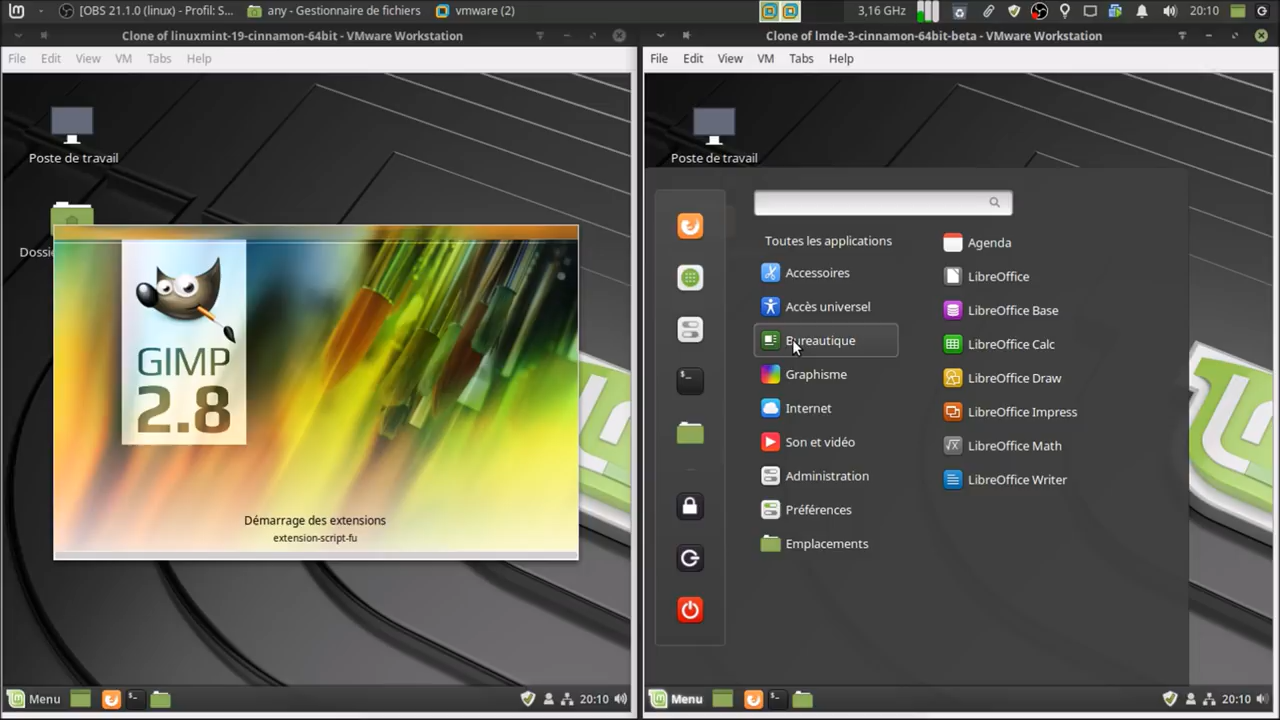 [OBS 21.1.0 (linux) - Profil: S... any - Gestionnaire de fichiers vmware (2) 3,16 GHz 20:10
Clone of linuxmint-19-cinnamon-64bit - VMware Workstation
File Edit View VM Tabs Help
Poste de travail
Dossie
GIMP
2.8
Démarrage des extensions
extension-script-fu
Menu 20:10
Clone of lmde-3-cinnamon-64bit-beta - VMware Workstation
File Edit View VM Tabs Help
Poste de travail
Toutes les applications
Accessoires
Accès universel
Bureautique
Graphisme
Internet
Son et vidéo
Administration
Préférences
Emplacements
Agenda
LibreOffice
LibreOffice Base
LibreOffice Calc
LibreOffice Draw
LibreOffice Impress
LibreOffice Math
LibreOffice Writer
Menu 20:10